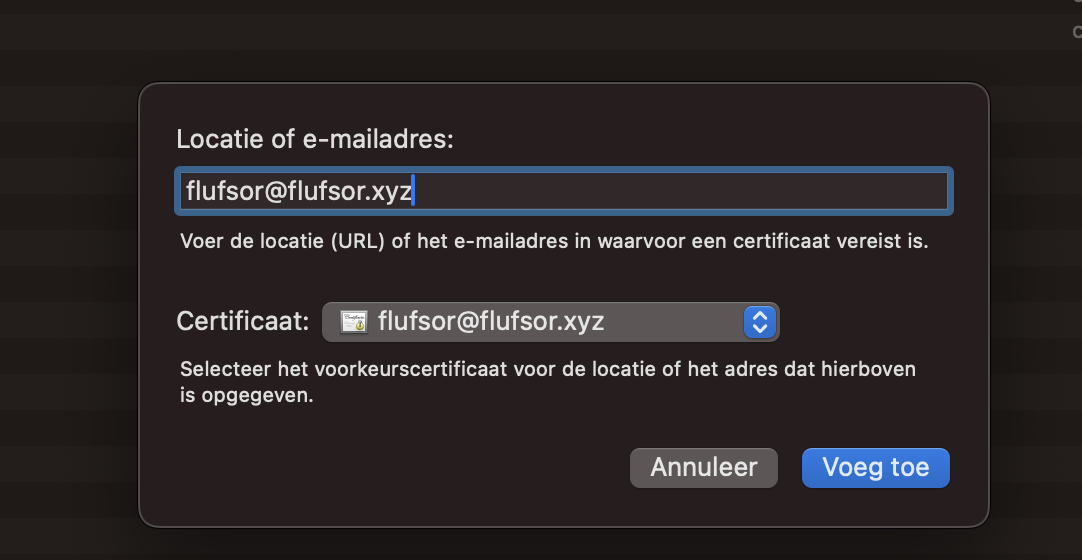 Locatie of e-mailadres:
flufsor@flufsor.xyz
Voer de locatie (URL) of het e-mailadres in waarvoor een certificaat vereist is.
Certificaat: flufsor@flufsor.xyz
Selecteer het voorkeurscertificaat voor de locatie of het adres dat hierboven
is opgegeven.
Annuleer Voeg toe